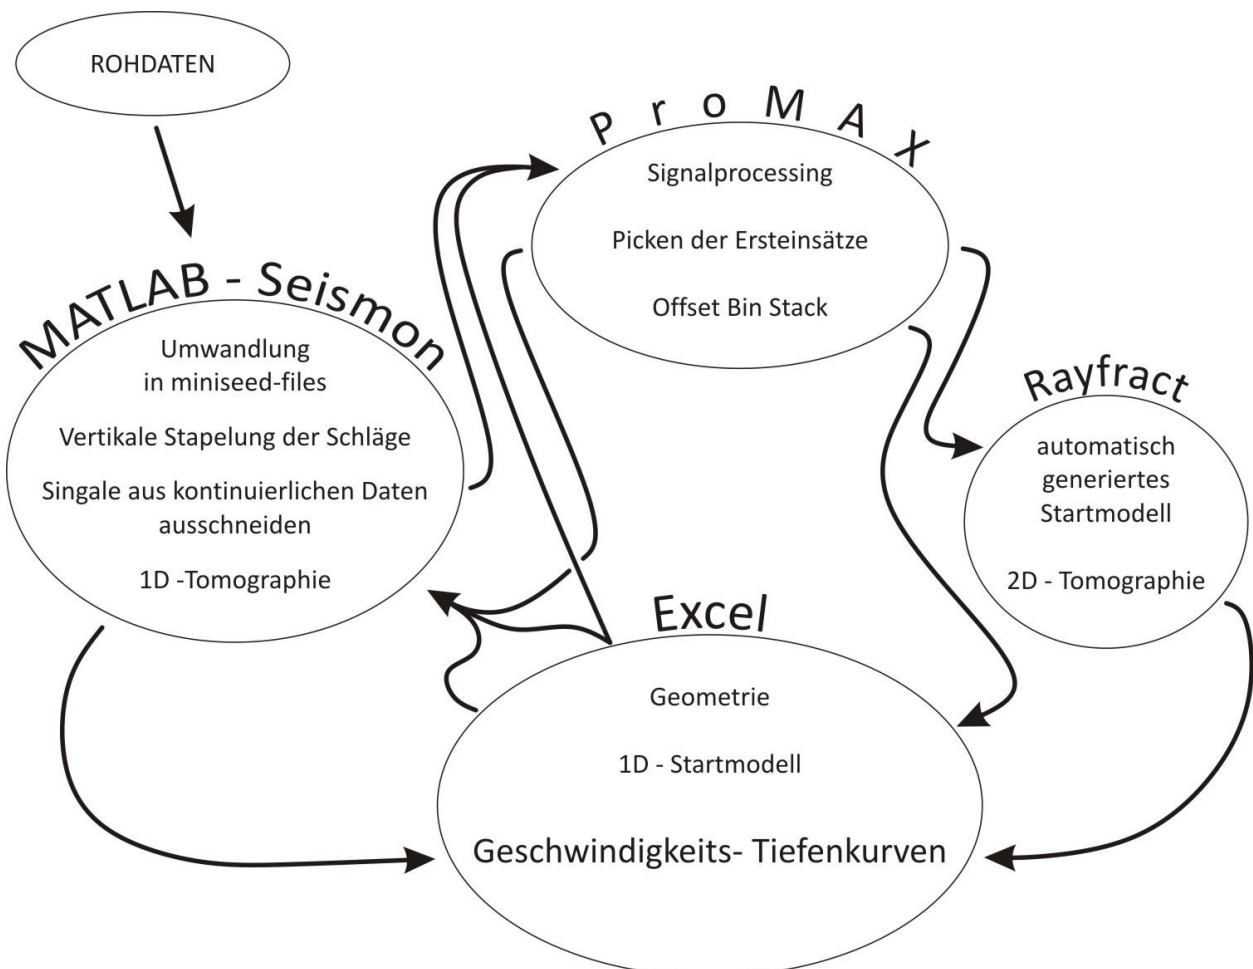 ROHDATEN
ProMAX
Signalprocessing
Picken der Ersteinsätze
Offset Bin Stack
MATLAB - Seismon
Umwandlung
in miniseed-files
Vertikale Stapelung der Schläge
Singale aus kontinuierlichen Daten
ausschneiden
1D -Tomographie
Rayfract
automatisch
generiertes
Startmodell
2D - Tomographie
Excel
Geometrie
1D - Startmodell
Geschwindigkeits- Tiefenkurven